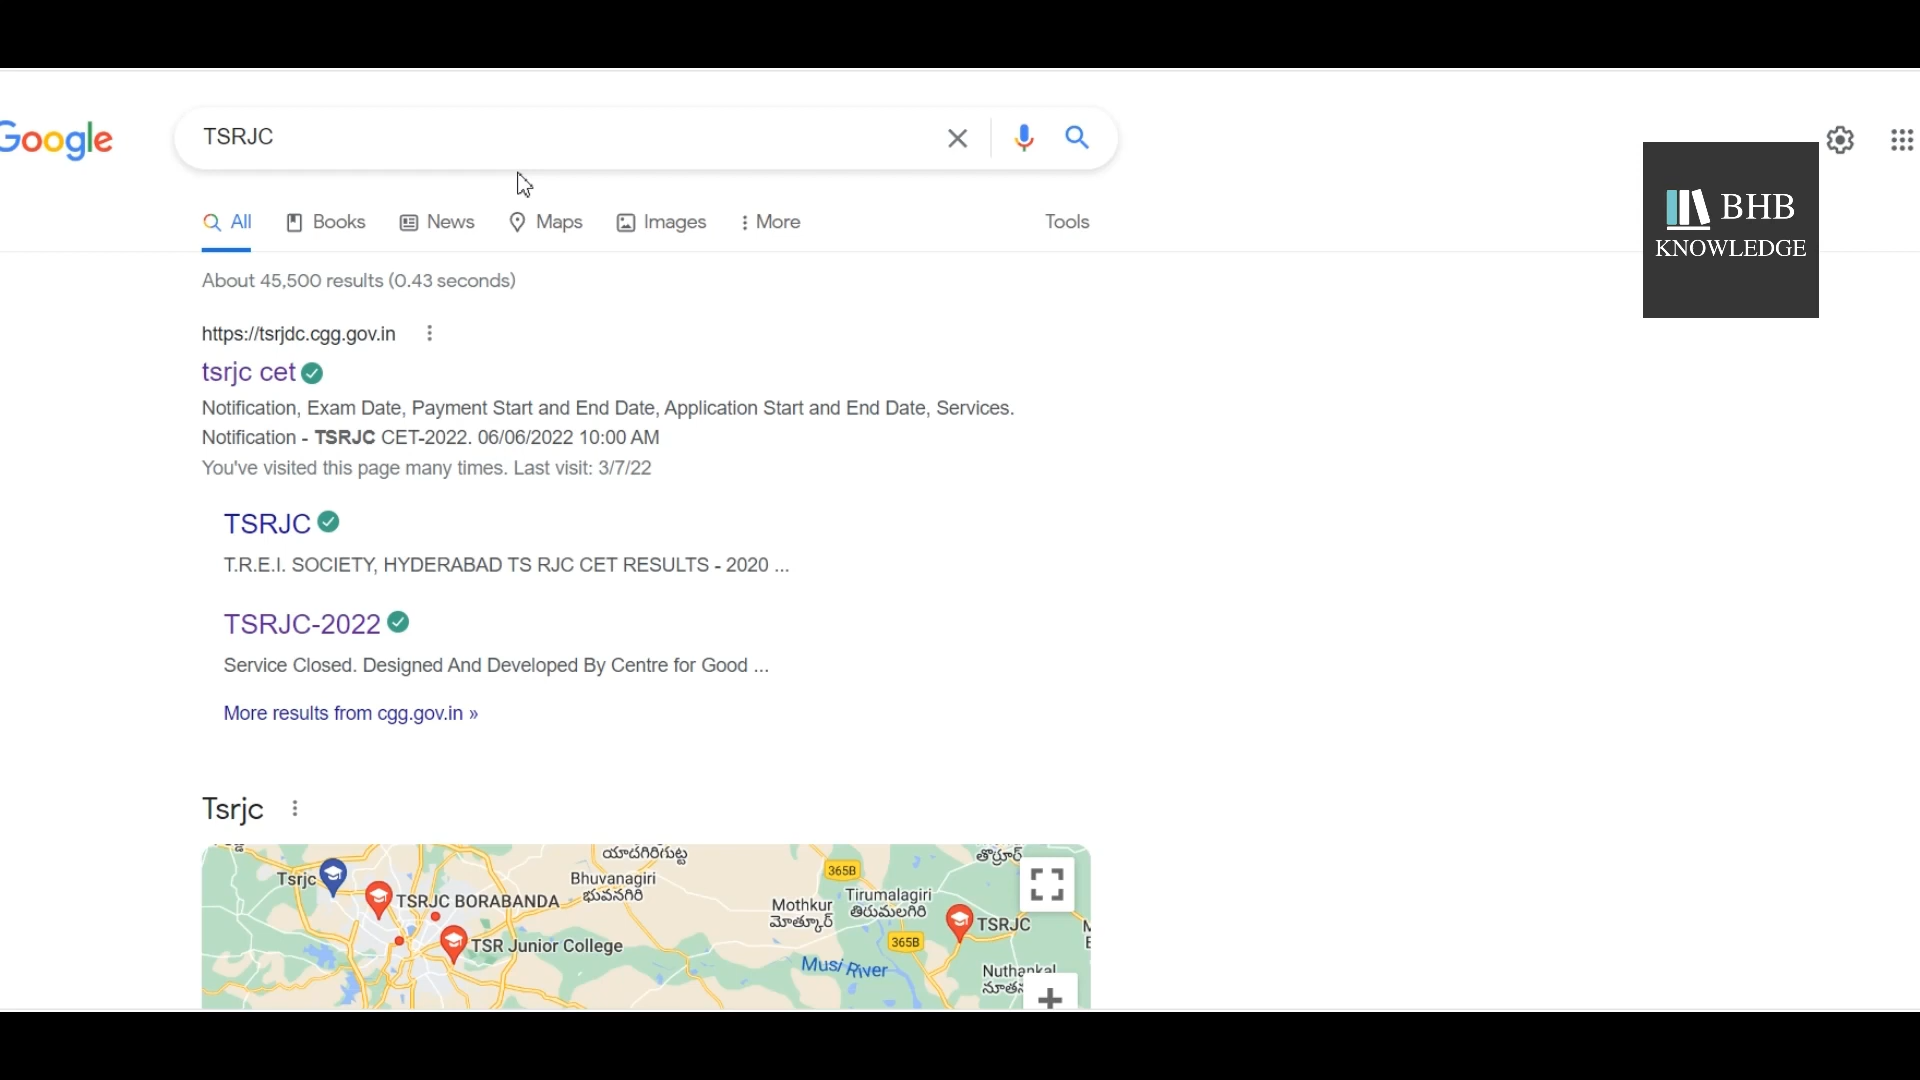 Google
TSRJC
BHB
KNOWLEDGE
All Books News Maps Images More Tools
About 45,500 results (0.43 seconds)
https://tsrjdc.cgg.gov.in
tsrjc cet
Notification, Exam Date, Payment Start and End Date, Application Start and End Date, Services.
Notification - TSRJC CET-2022. 06/06/2022 10:00 AM
You've visited this page many times. Last visit: 3/7/22
TSRJC
T.R.E.I. SOCIETY, HYDERABAD TS RJC CET RESULTS - 2020 ...
TSRJC-2022
Service Closed. Designed And Developed By Centre for Good ...
More results from cgg.gov.in »
Tsrjc
యాదగిరిగుట్ట
తొర్రూర్
Tsrjc
TSRJC BORABANDA
TSR Junior College
Bhuvanagiri
భువనగిరి
365B
Mothkur
మోత్కూర్
Tirumalagiri
తిరుమలగిరి
365B
TSRJC
Musi River
Nuthankal